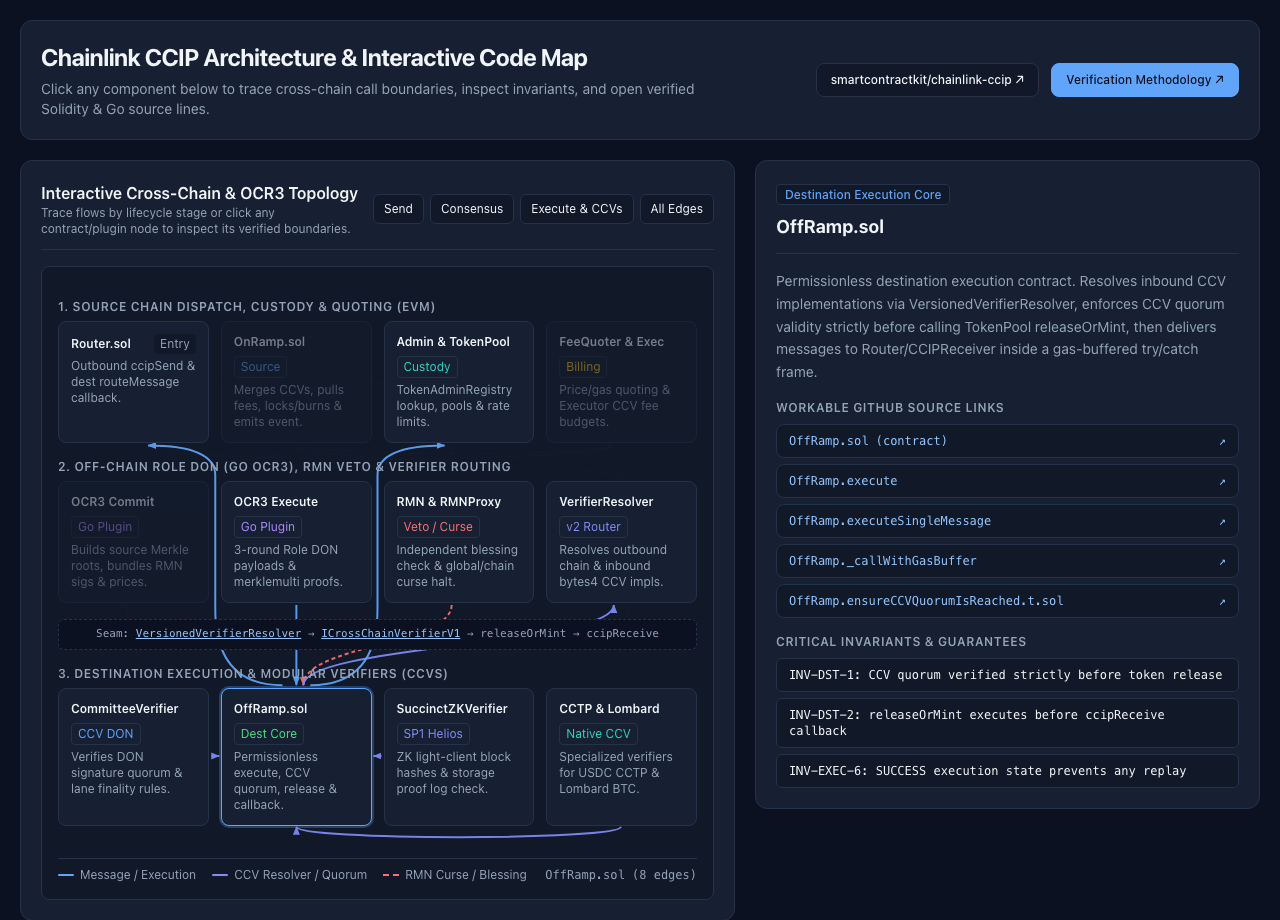 Chainlink CCIP Architecture & Interactive Code Map
Click any component below to trace cross-chain call boundaries, inspect invariants, and open verified
Solidity & Go source lines.
smartcontractkit/chainlink-ccip ↗
Verification Methodology ↗
Interactive Cross-Chain & OCR3 Topology
Trace flows by lifecycle stage or click any
contract/plugin node to inspect its verified boundaries.
Send
Consensus
Execute & CCVs
All Edges
1. SOURCE CHAIN DISPATCH, CUSTODY & QUOTING (EVM)
Router.sol
Entry
Outbound ccipSend &
dest routeMessage
callback.
OnRamp.sol
Source
Merges CCVs, pulls
fees, locks/burns &
emits event.
Admin & TokenPool
Custody
TokenAdminRegistry
lookup, pools & rate
limits.
FeeQuoter & Exec
Billing
Price/gas quoting &
Executor CCV fee
budgets.
2. OFF-CHAIN ROLE DON (GO OCR3), RMN VETO & VERIFIER ROUTING
OCR3 Commit
Go Plugin
Builds source Merkle
roots, bundles RMN
sigs & prices.
OCR3 Execute
Go Plugin
3-round Role DON
payloads &
merklemulti proofs.
RMN & RMNProxy
Veto / Curse
Independent blessing
check & global/chain
curse halt.
VerifierResolver
v2 Router
Resolves outbound
chain & inbound
bytes4 CCV impls.
Seam: VersionedVerifierResolver → ICrossChainVerifierV1 → releaseOrMint → ccipReceive
3. DESTINATION EXECUTION & MODULAR VERIFIERS (CCVS)
CommitteeVerifier
CCV DON
Verifies DON
signature quorum &
lane finality rules.
OffRamp.sol
Dest Core
Permissionless
execute, CCV
quorum, release &
callback.
SuccinctZKVerifier
SP1 Helios
ZK light-client block
hashes & storage
proof log check.
CCTP & Lombard
Native CCV
Specialized verifiers
for USDC CCTP &
Lombard BTC.
Message / Execution
CCV Resolver / Quorum
RMN Curse / Blessing
OffRamp.sol (8 edges)
Destination Execution Core
OffRamp.sol
Permissionless destination execution contract. Resolves inbound CCV
implementations via VersionedVerifierResolver, enforces CCV quorum
validity strictly before calling TokenPool releaseOrMint, then delivers
messages to Router/CCIPReceiver inside a gas-buffered try/catch
frame.
WORKABLE GITHUB SOURCE LINKS
OffRamp.sol (contract) ↗
OffRamp.execute ↗
OffRamp.executeSingleMessage ↗
OffRamp._callWithGasBuffer ↗
OffRamp.ensureCCVQuorumIsReached.t.sol ↗
CRITICAL INVARIANTS & GUARANTEES
INV-DST-1: CCV quorum verified strictly before token release
INV-DST-2: releaseOrMint executes before ccipReceive
callback
INV-EXEC-6: SUCCESS execution state prevents any replay